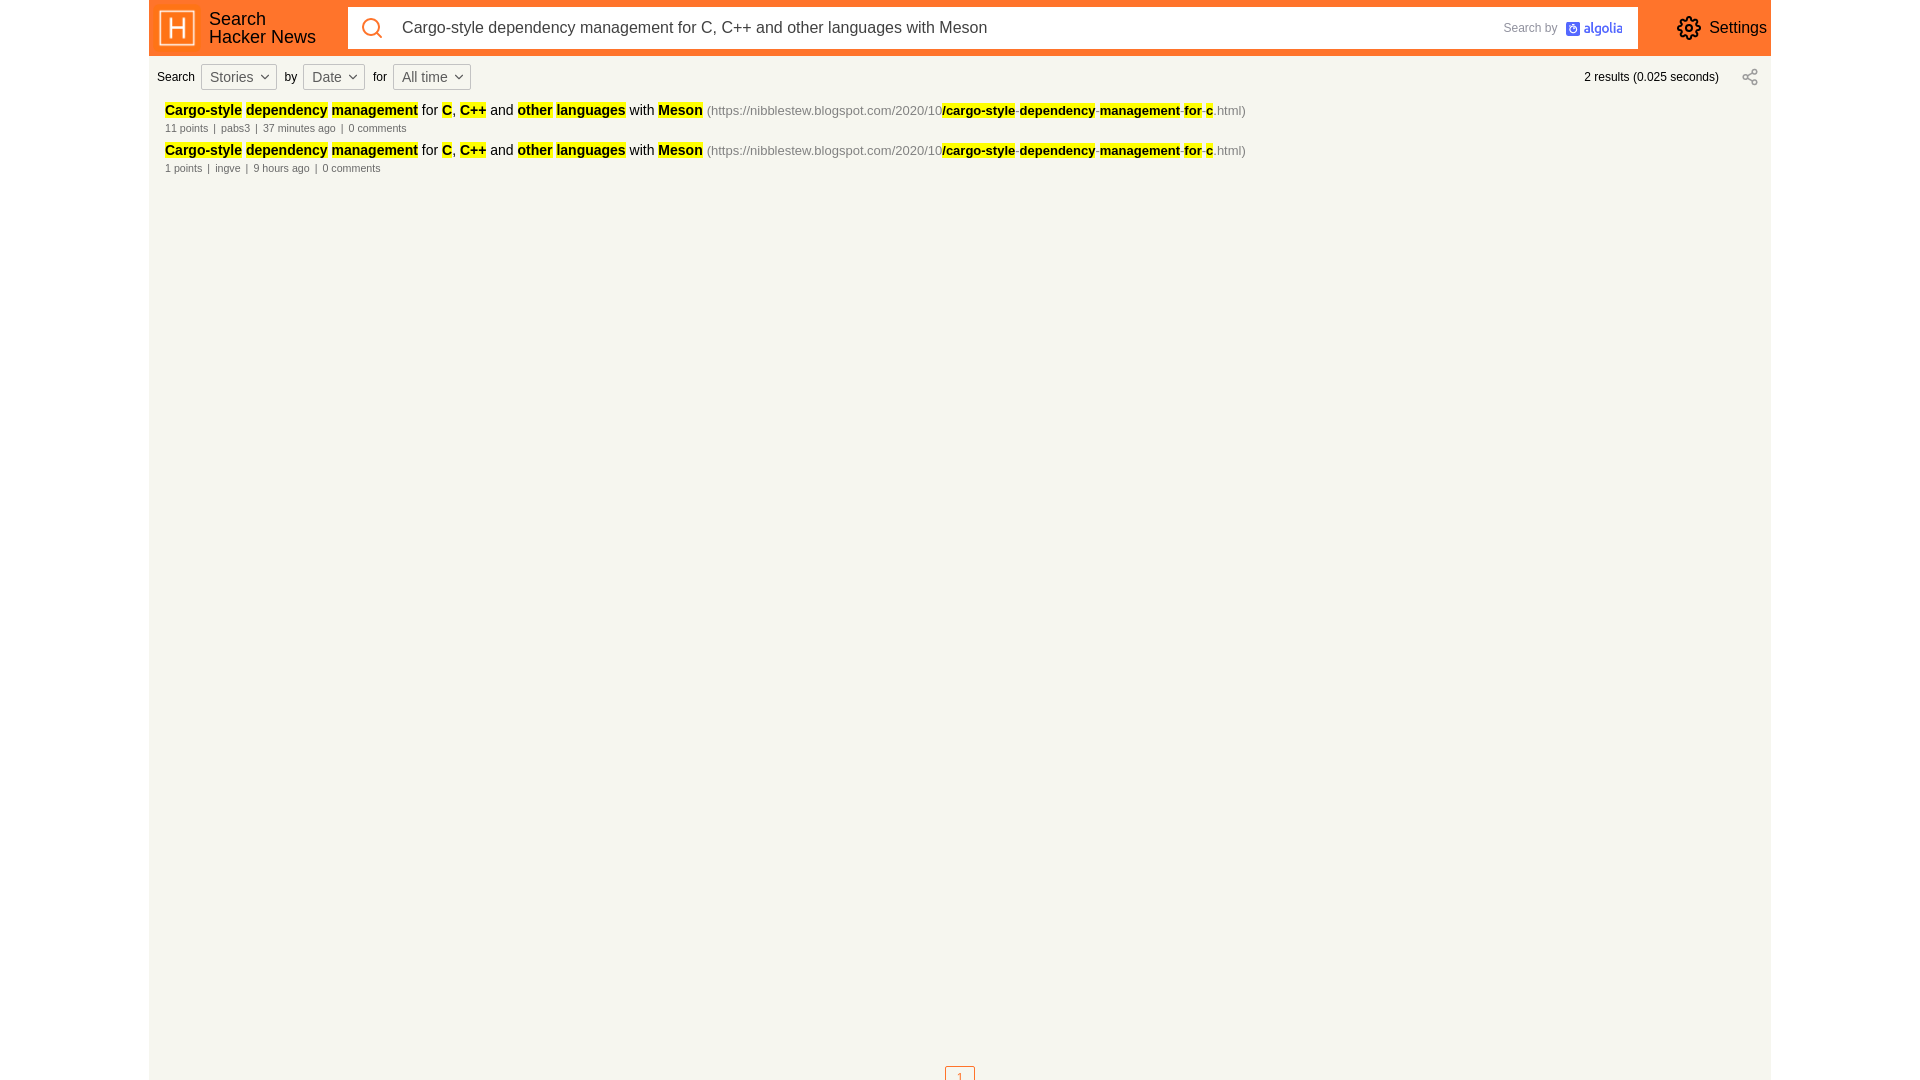 H
Search
Hacker News
Cargo-style dependency management for C, C++ and other languages with Meson
Search by algolia
Settings
Search Stories by Date for All time
2 results (0.025 seconds)
Cargo-style dependency management for C, C++ and other languages with Meson (https://nibblestew.blogspot.com/2020/10/cargo-style-dependency-management-for-c.html)
11 points | pabs3 | 37 minutes ago | 0 comments
Cargo-style dependency management for C, C++ and other languages with Meson (https://nibblestew.blogspot.com/2020/10/cargo-style-dependency-management-for-c.html)
1 points | ingve | 9 hours ago | 0 comments
1